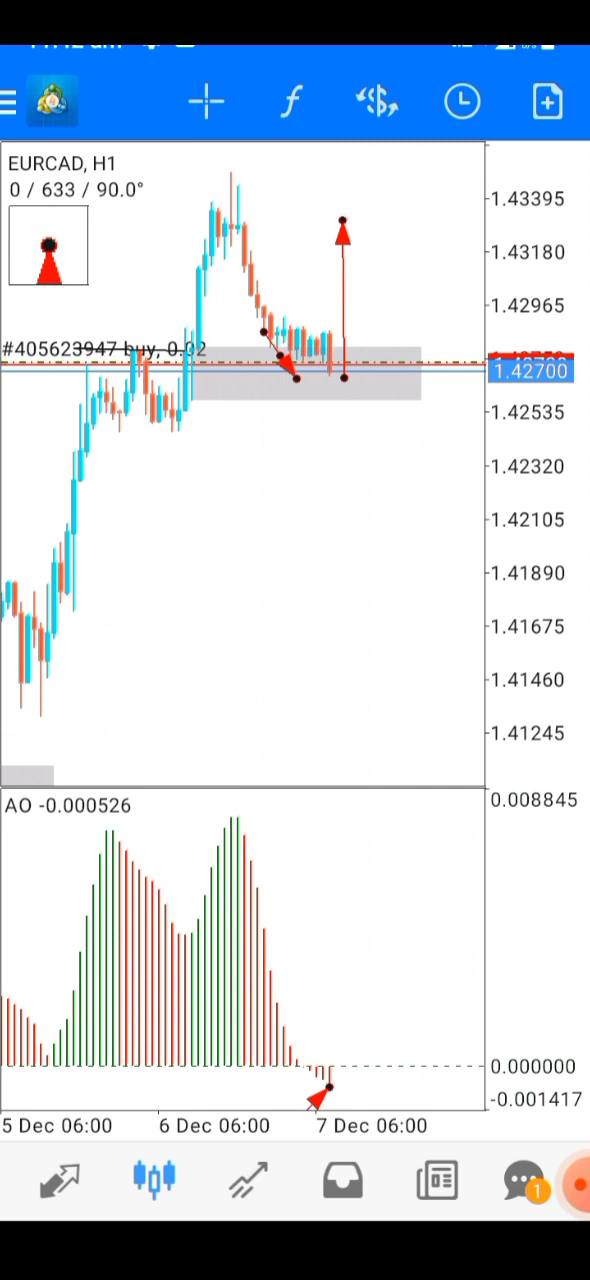 EURCAD, H1
0 / 633 / 90.0°
1.43395
1.43180
1.42965
#405623947 buy, 0.02
1.42700
1.42535
1.42320
1.42105
1.41890
1.41675
1.41460
1.41245
AO -0.000526
0.008845
0.000000
-0.001417
5 Dec 06:00
6 Dec 06:00
7 Dec 06:00
1